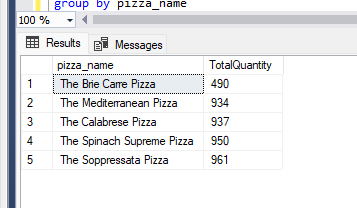 group by pizza_name
100 %
Results Messages
pizza_name TotalQuantity
1 The Brie Carre Pizza 490
2 The Mediterranean Pizza 934
3 The Calabrese Pizza 937
4 The Spinach Supreme Pizza 950
5 The Soppressata Pizza 961